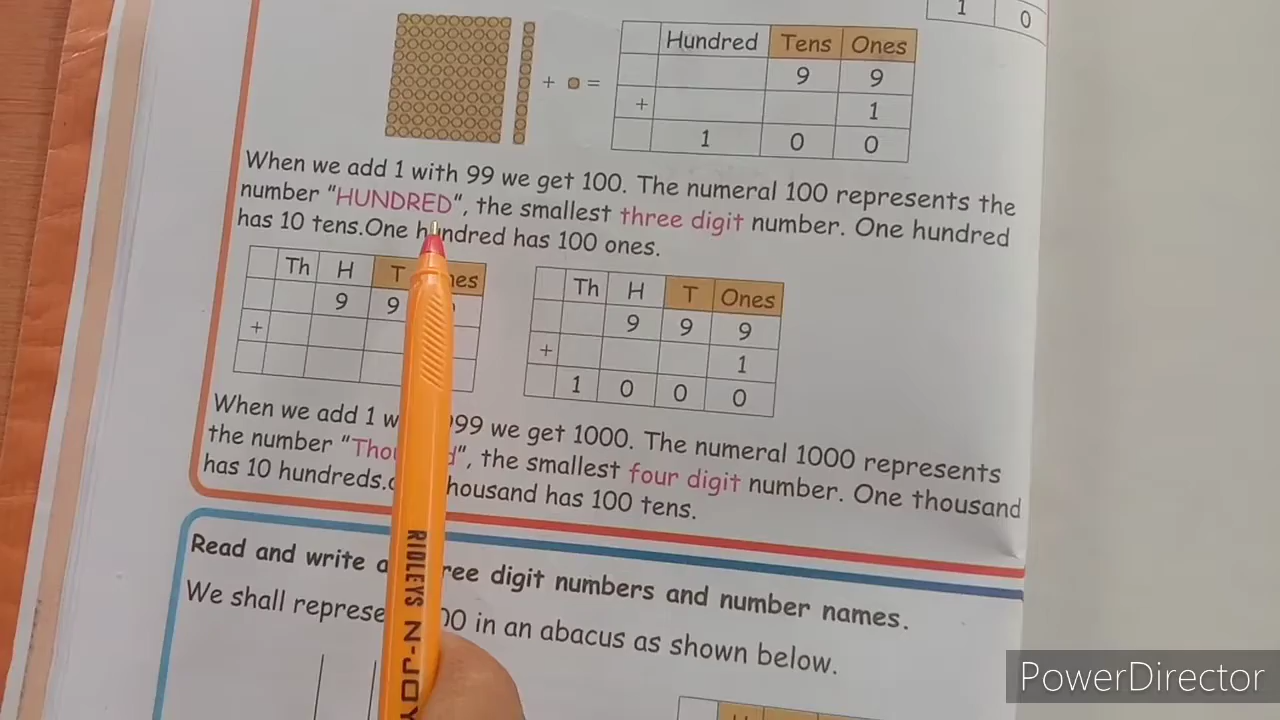 1 0
Hundred Tens Ones
9 9
+ = + 1
1 0 0
When we add 1 with 99 we get 100. The numeral 100 represents the
number "HUNDRED", the smallest three digit number. One hundred
has 10 tens.One hundred has 100 ones.
Th H T
9 9
+
Th H T Ones
9 9 9
+ 1
1 0 0 0
When we add 1 99 we get 1000. The numeral 1000 represents
the number the smallest four digit number. One thousand
has 10 hundreds. thousand has 100 tens.
Read and write digit numbers and number names.
We shall in an abacus as shown below.
RIDLEYS N-JOY
PowerDirector